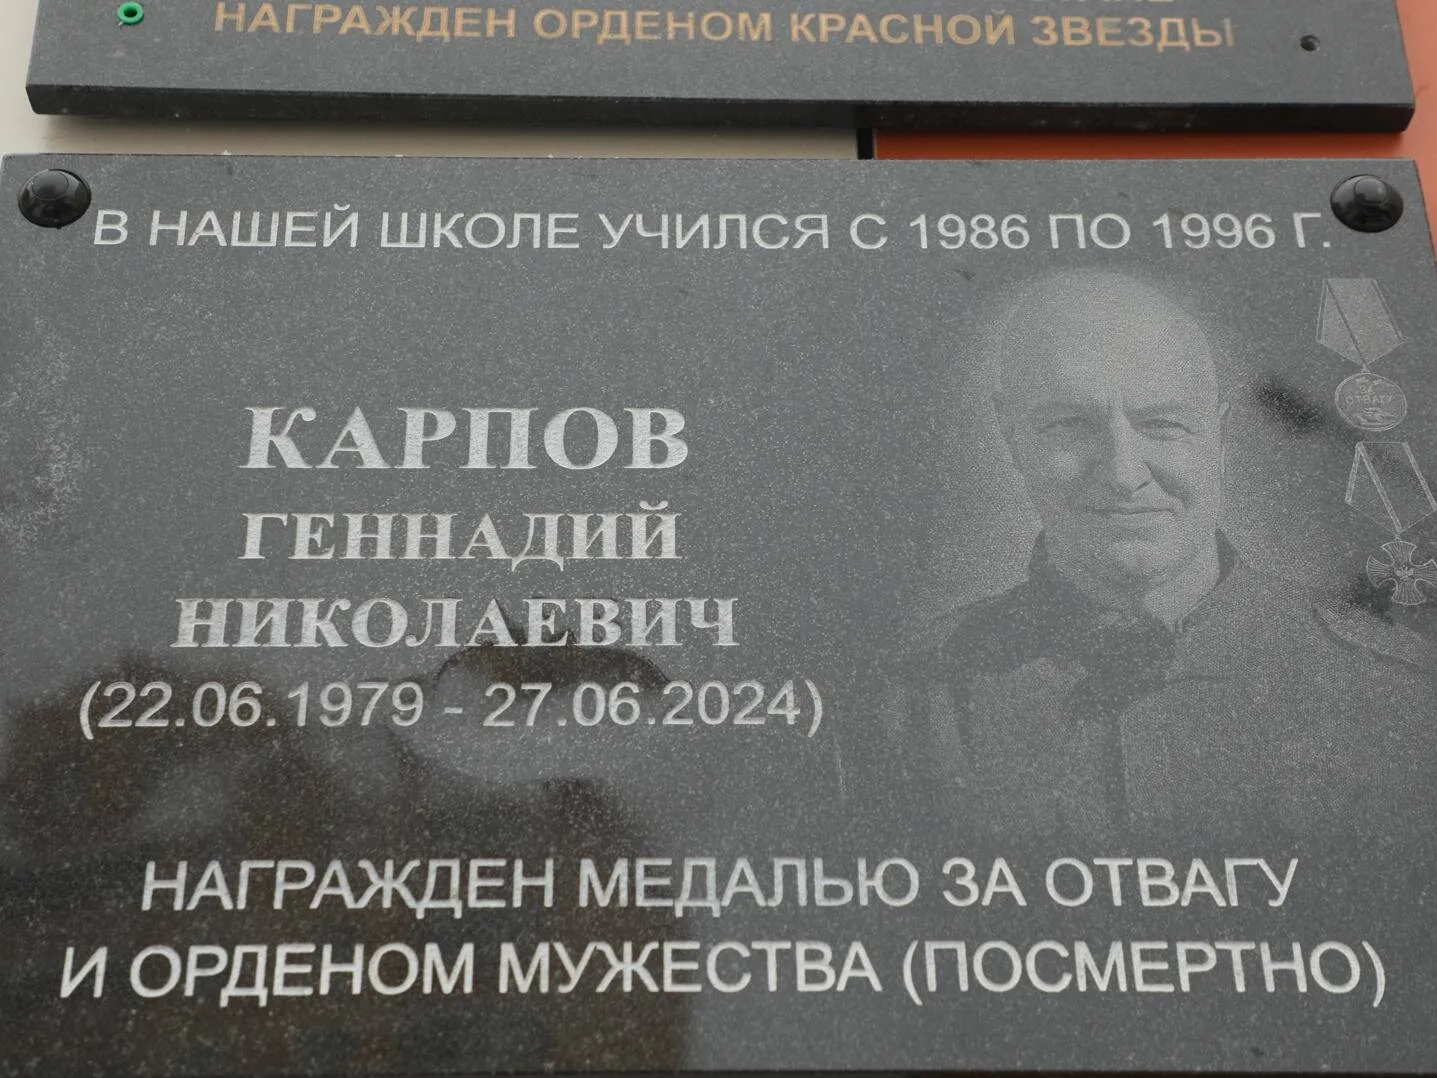 НАГРАЖДЕН ОРДЕНОМ КРАСНОЙ ЗВЕЗДЫ
В НАШЕЙ ШКОЛЕ УЧИЛСЯ С 1986 ПО 1996 Г.
ОТВАГУ
КАРПОВ
ГЕННАДИЙ
НИКОЛАЕВИЧ
(22.06.1979 - 27.06.2024)
НАГРАЖДЕН МЕДАЛЬЮ ЗА ОТВАГУ
И ОРДЕНОМ МУЖЕСТВА (ПОСМЕРТНО)